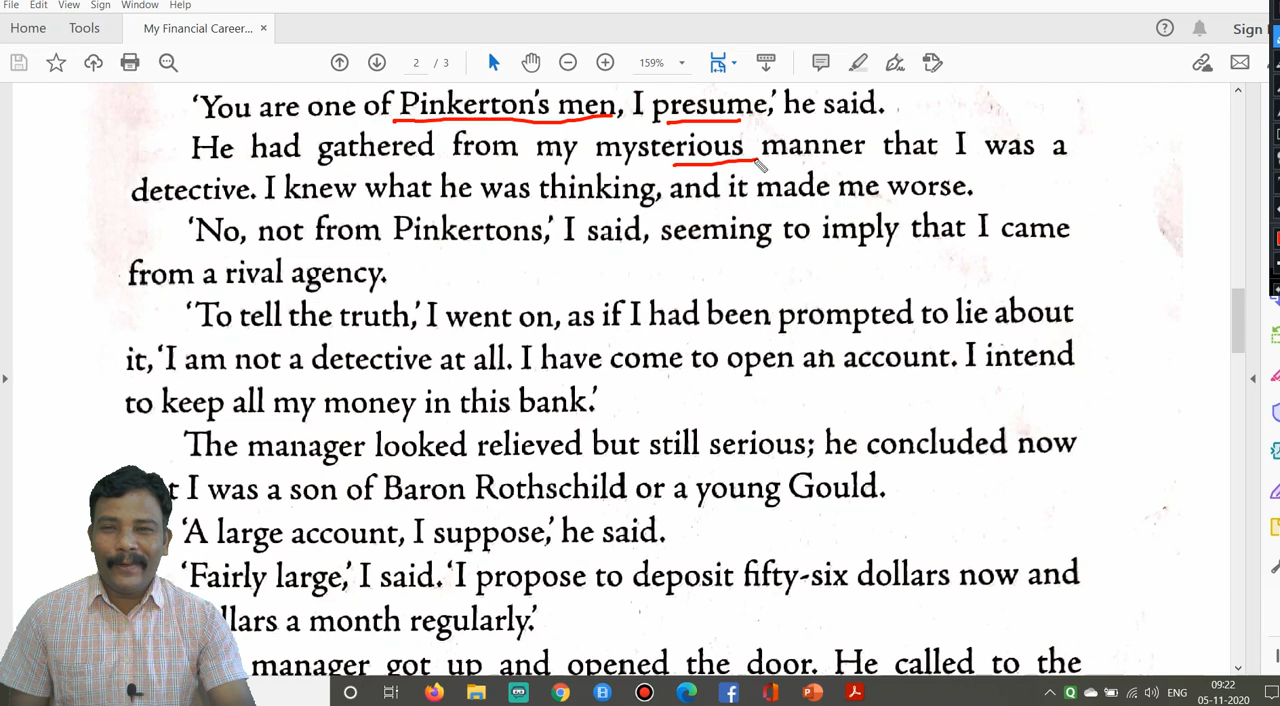 File Edit View Sign Window Help
Home Tools My Financial Career... × Sign
2 / 3 159%
'You are one of Pinkerton's men, I presume,' he said.
He had gathered from my mysterious manner that I was a
detective. I knew what he was thinking, and it made me worse.
'No, not from Pinkertons,' I said, seeming to imply that I came
from a rival agency.
'To tell the truth,' I went on, as if I had been prompted to lie about
it, 'I am not a detective at all. I have come to open an account. I intend
to keep all my money in this bank.'
The manager looked relieved but still serious; he concluded now
t I was a son of Baron Rothschild or a young Gould.
'A large account, I suppose,' he said.
'Fairly large,' I said. 'I propose to deposit fifty-six dollars now and
llars a month regularly.'
manager got up and opened the door. He called to the
ENG 09:22
05-11-2020